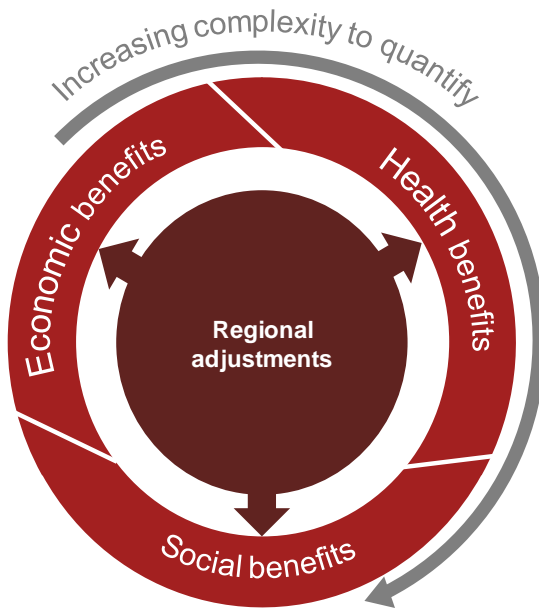 Increasing complexity to quantify
Economic benefits
Health benefits
Regional
adjustments
Social benefits